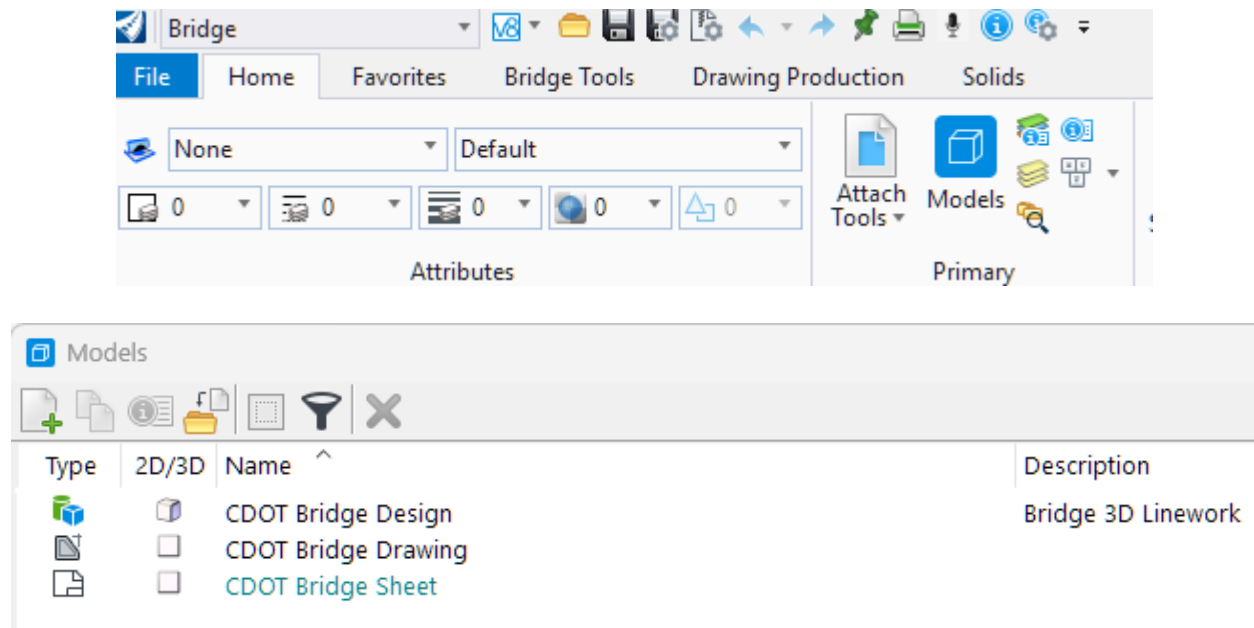 Bridge V8
File Home Favorites Bridge Tools Drawing Production Solids
None Default
Attach Tools Models
0 0 0 0 0
Attributes Primary
Models
Type 2D/3D Name Description
CDOT Bridge Design Bridge 3D Linework
CDOT Bridge Drawing
CDOT Bridge Sheet